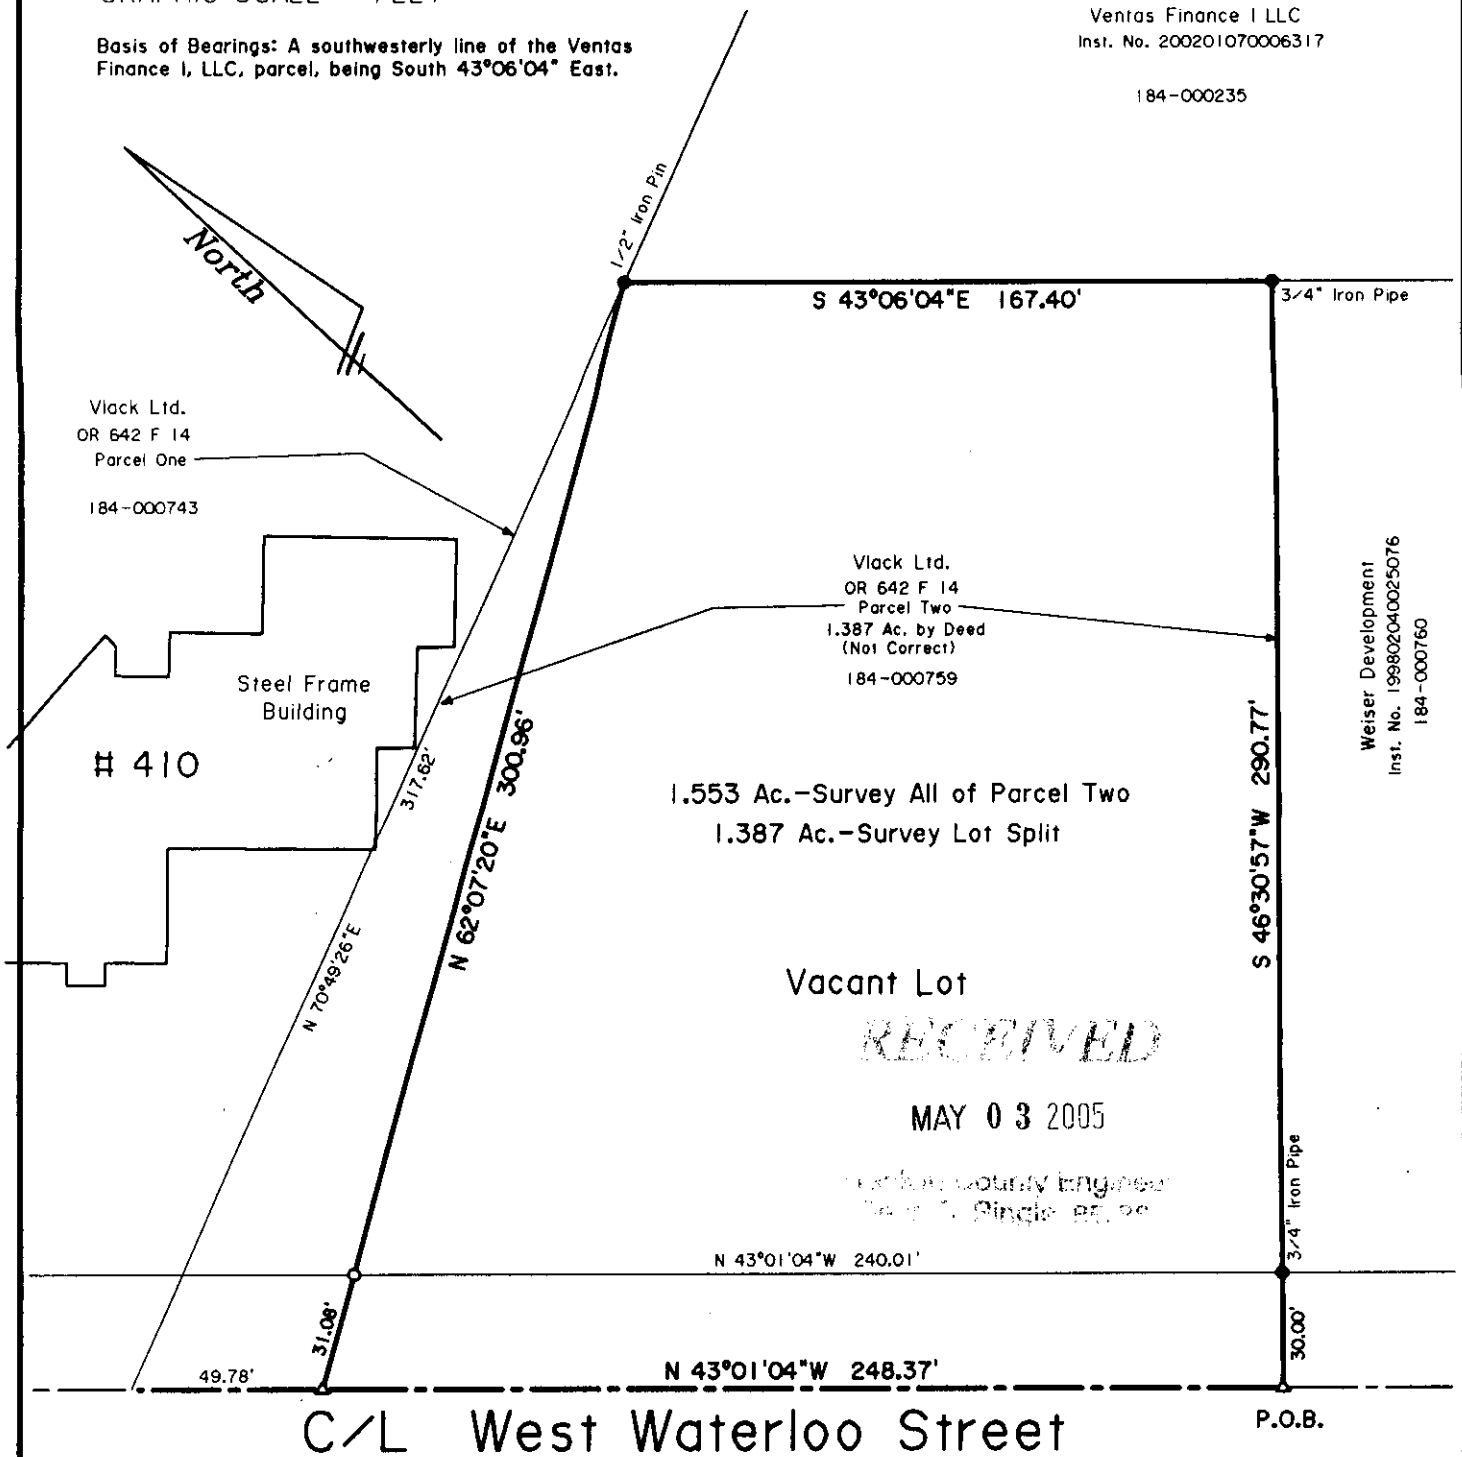 Basis of Bearings: A southwesterly line of the Ventas
Finance I, LLC, parcel, being South 43°06'04" East.
Ventas Finance I LLC
Inst. No. 200201070006317
184-000235
North
1/2" Iron Pin
S 43°06'04"E 167.40'
3/4" Iron Pipe
Vlack Ltd.
OR 642 F 14
Parcel One
184-000743
Vlack Ltd.
OR 642 F 14
Parcel Two
1.387 Ac. by Deed
(Not Correct)
184-000759
Steel Frame
Building
# 410
317.62'
N 70°49'26"E
N 62°07'20"E 300.96'
1.553 Ac.-Survey All of Parcel Two
1.387 Ac.-Survey Lot Split
S 46°30'57"W 290.77'
Weiser Development
Inst. No. 199802040025076
184-000760
Vacant Lot
RECEIVED
MAY 03 2005
County Engineer
Pingle
3/4" Iron Pipe
N 43°01'04"W 240.01'
31.08'
30.00'
49.78'
N 43°01'04"W 248.37'
C/L West Waterloo Street
P.O.B.